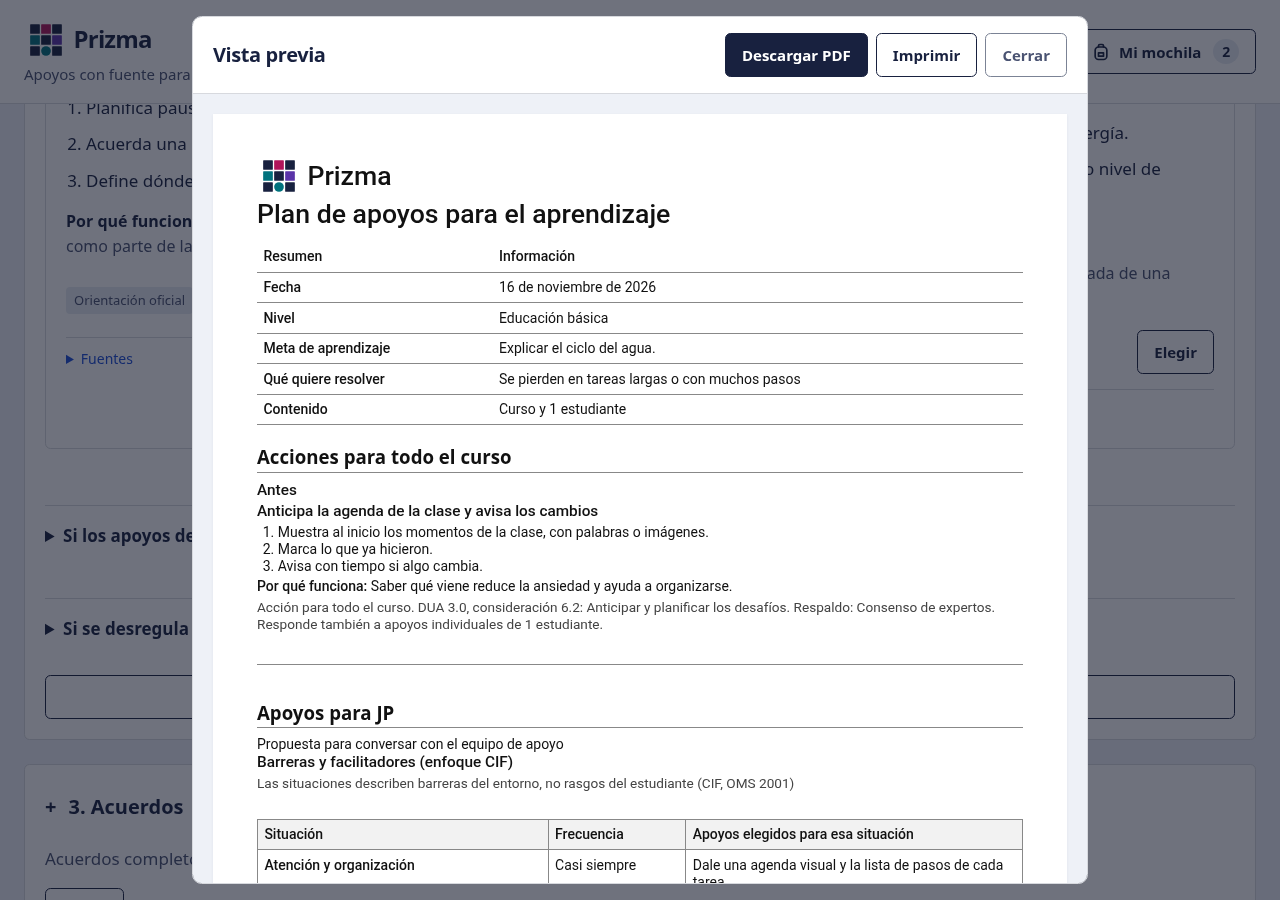 Prizma
Apoyos con fuente para
Mi mochila 2
1. Planifica paus
2. Acuerda una
3. Define dónde
Por qué funcion
como parte de la
Orientación oficial
Fuentes
ergía.
o nivel de
ada de una
Elegir
Si los apoyos de
Si se desregula
+ 3. Acuerdos
Acuerdos completo
Vista previa
Descargar PDF
Imprimir
Cerrar
Prizma
Plan de apoyos para el aprendizaje
Resumen Información
Fecha 16 de noviembre de 2026
Nivel Educación básica
Meta de aprendizaje Explicar el ciclo del agua.
Qué quiere resolver Se pierden en tareas largas o con muchos pasos
Contenido Curso y 1 estudiante
Acciones para todo el curso
Antes
Anticipa la agenda de la clase y avisa los cambios
1. Muestra al inicio los momentos de la clase, con palabras o imágenes.
2. Marca lo que ya hicieron.
3. Avisa con tiempo si algo cambia.
Por qué funciona: Saber qué viene reduce la ansiedad y ayuda a organizarse.
Acción para todo el curso. DUA 3.0, consideración 6.2: Anticipar y planificar los desafíos. Respaldo: Consenso de expertos.
Responde también a apoyos individuales de 1 estudiante.
Apoyos para JP
Propuesta para conversar con el equipo de apoyo
Barreras y facilitadores (enfoque CIF)
Las situaciones describen barreras del entorno, no rasgos del estudiante (CIF, OMS 2001)
Situación Frecuencia Apoyos elegidos para esa situación
Atención y organización Casi siempre Dale una agenda visual y la lista de pasos de cada
tarea